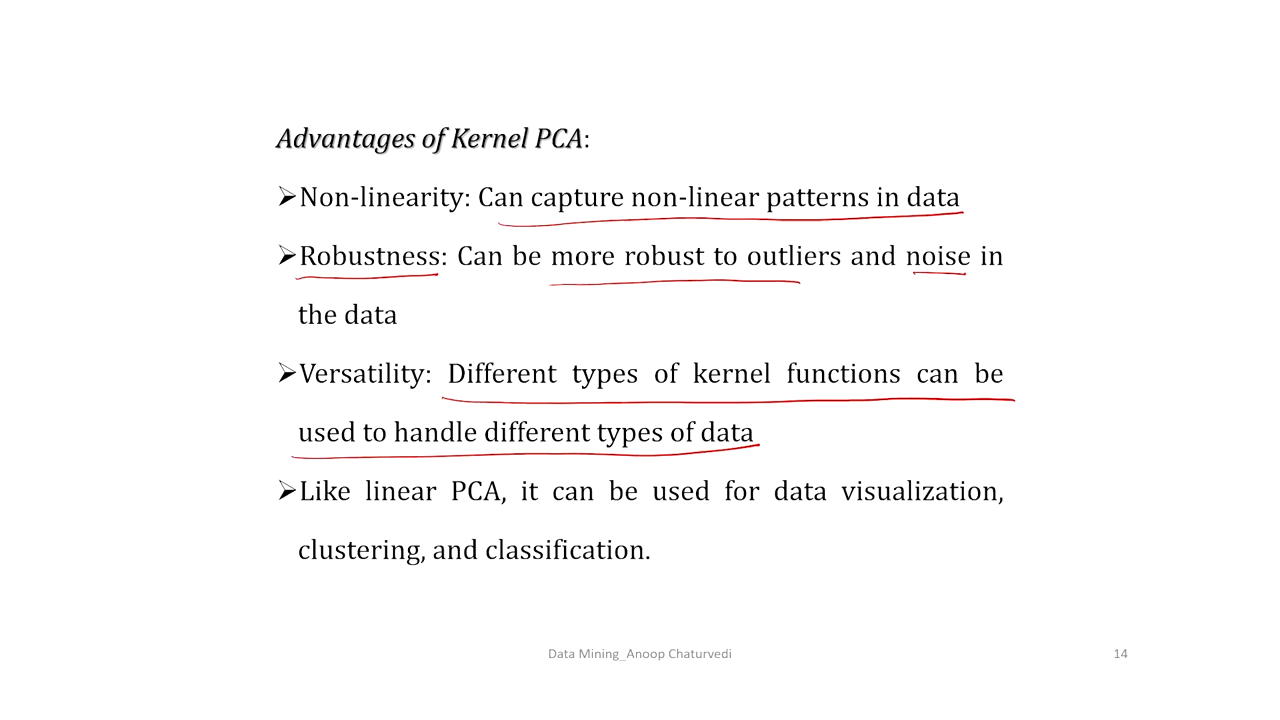 Advantages of Kernel PCA:
➢Non-linearity: Can capture non-linear patterns in data
➢Robustness: Can be more robust to outliers and noise in
the data
➢Versatility: Different types of kernel functions can be
used to handle different types of data
➢Like linear PCA, it can be used for data visualization,
clustering, and classification.
Data Mining_Anoop Chaturvedi
14